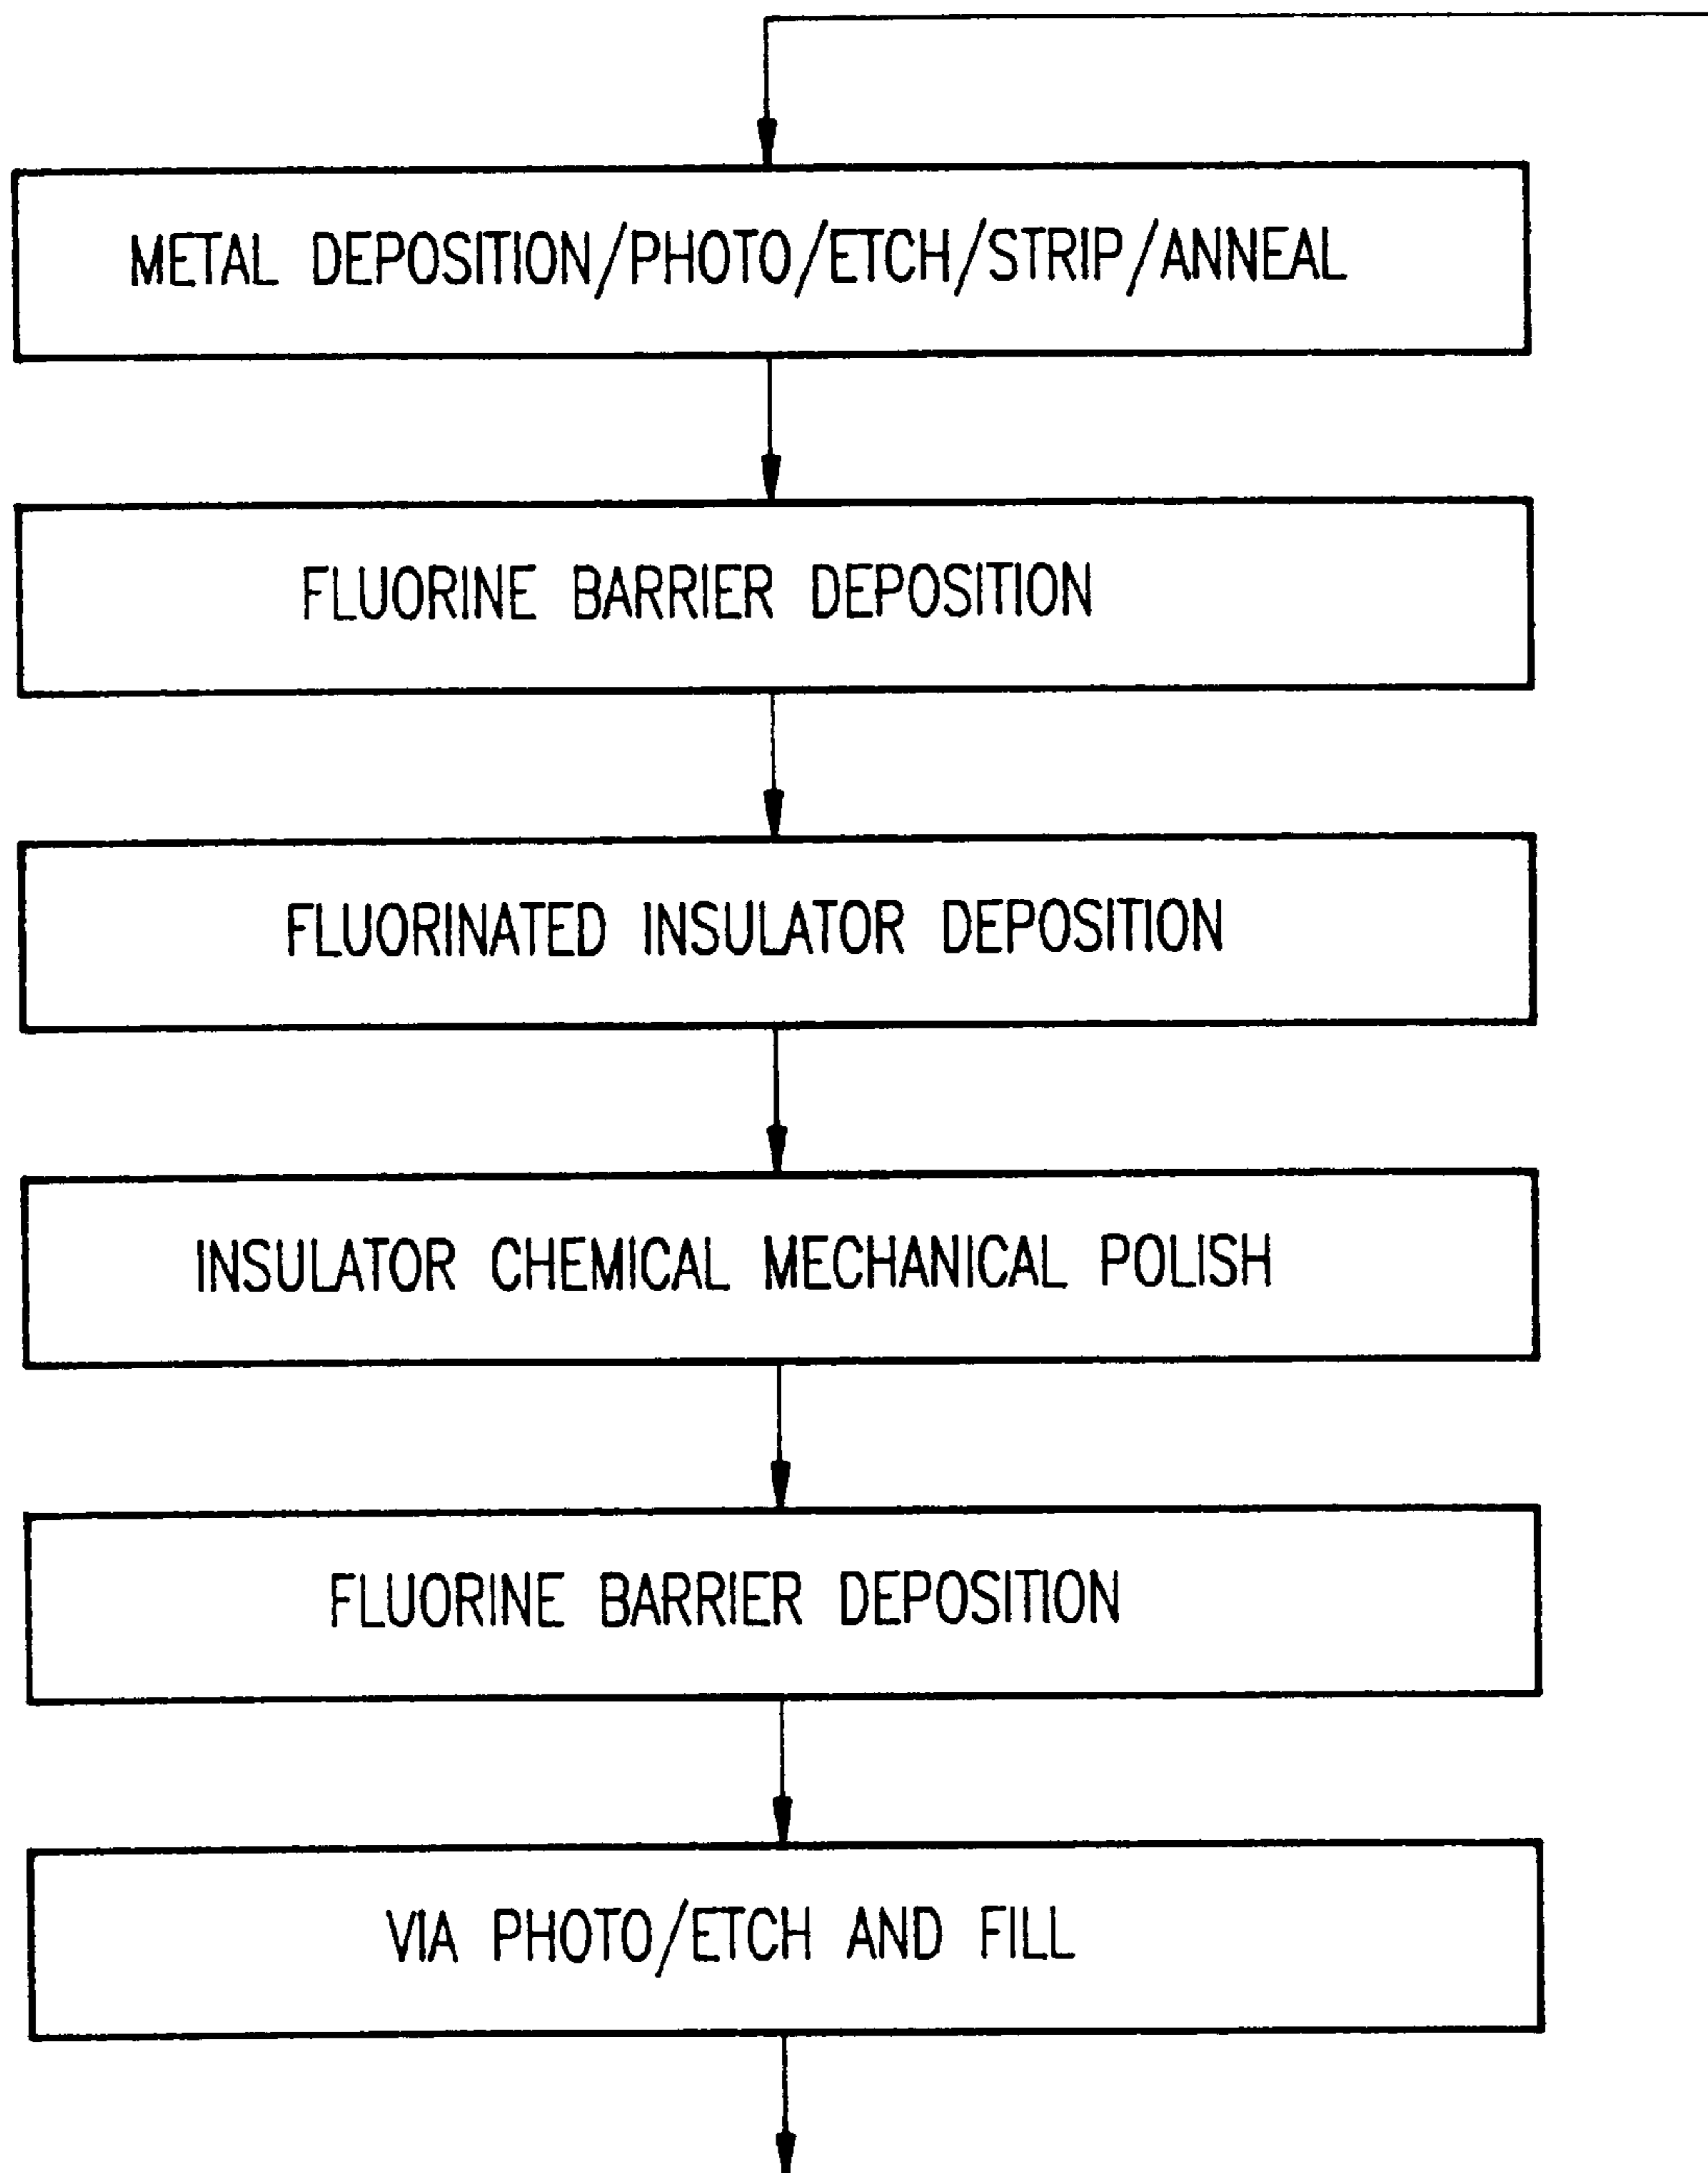 METAL DEPOSITION/PHOTO/ETCH/STRIP/ANNEAL
FLUORINE BARRIER DEPOSITION
FLUORINATED INSULATOR DEPOSITION
INSULATOR CHEMICAL MECHANICAL POLISH
FLUORINE BARRIER DEPOSITION
VIA PHOTO/ETCH AND FILL